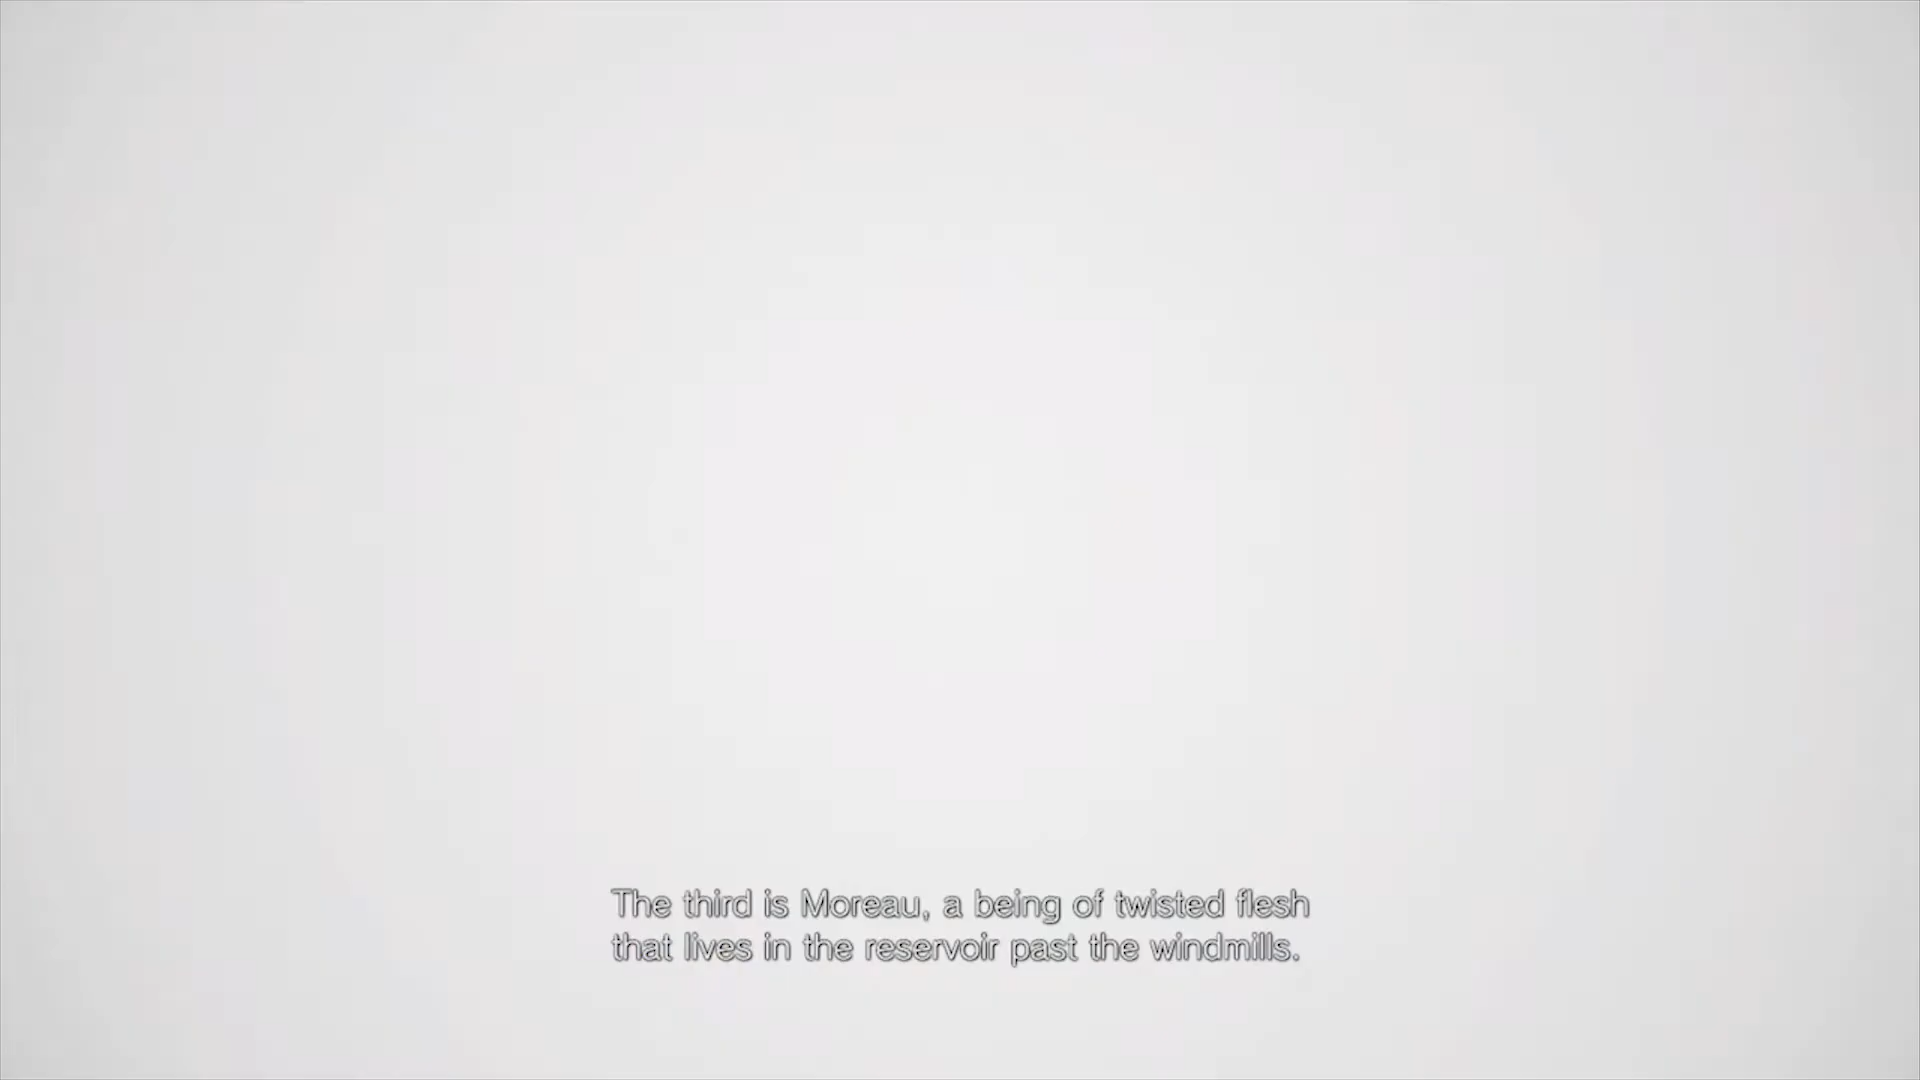 The third is Moreau, a being of twisted flesh
that lives in the reservoir past the windmills.